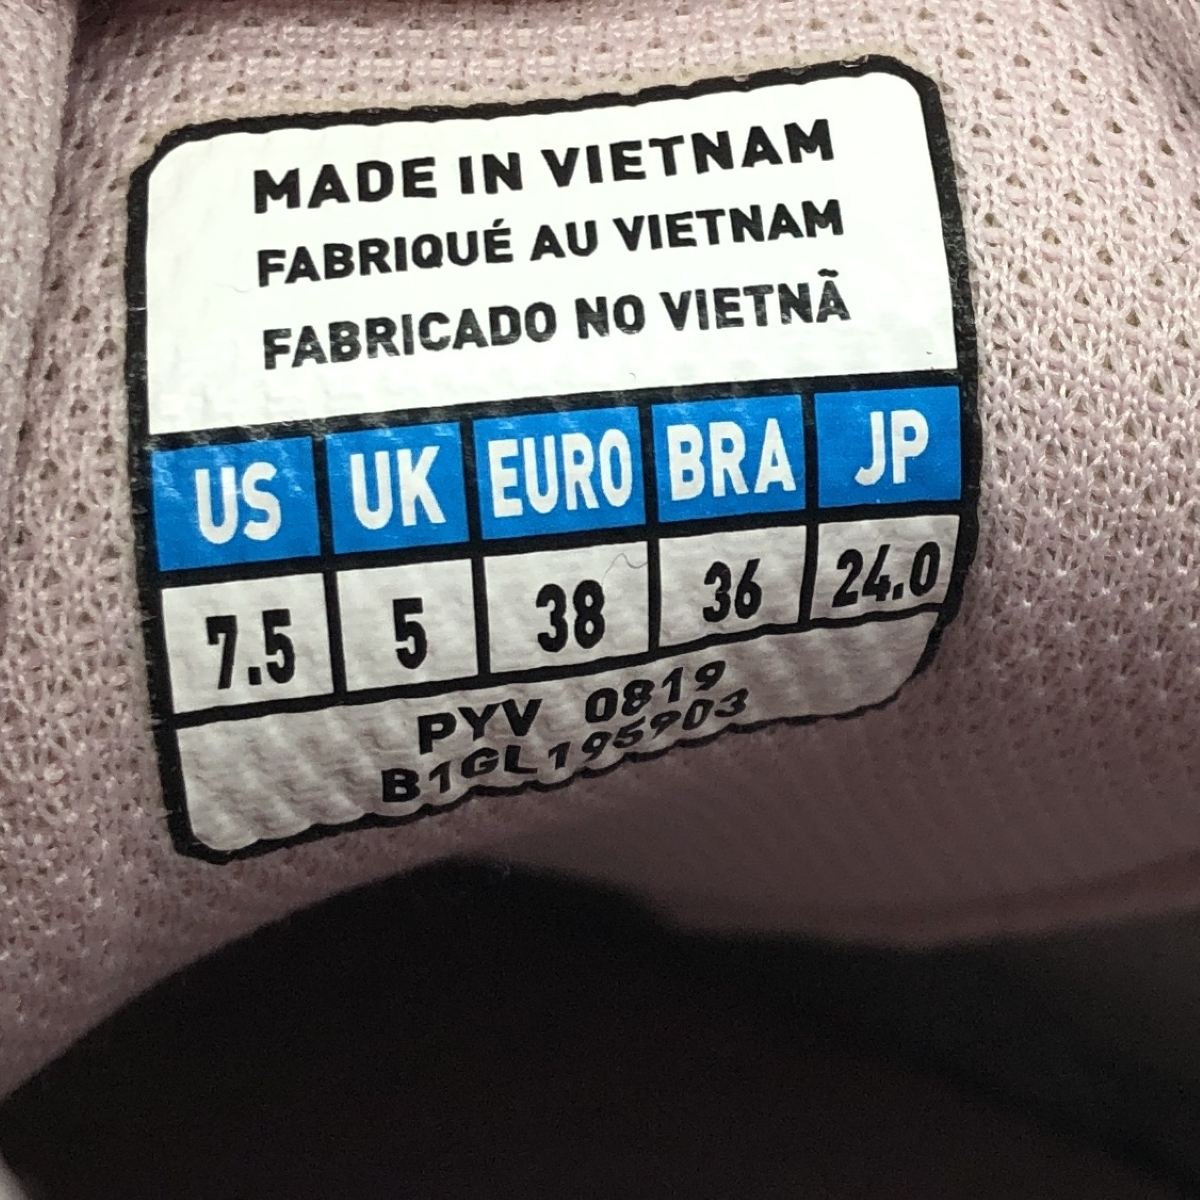 MADE IN VIETNAM
FABRIQUÉ AU VIETNAM
FABRICADO NO VIETNÃ
US UK EURO BRA JP
7.5 5 38 36 24.0
PYV 0819
B1GL195903